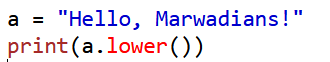 a = "Hello, Marwadians!"
print(a.lower())